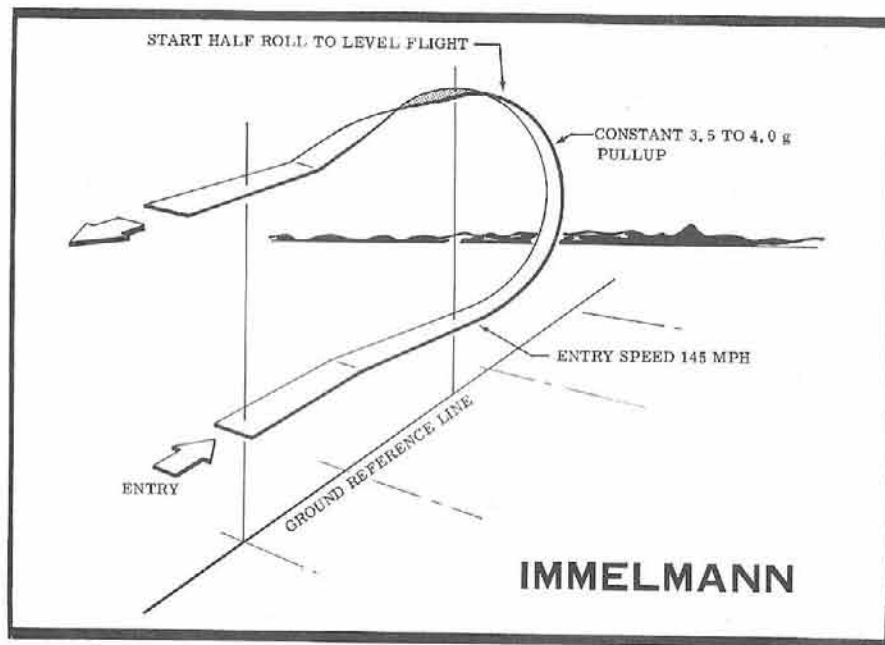 START HALF ROLL TO LEVEL FLIGHT
CONSTANT 3.5 TO 4.0 g
PULLUP
ENTRY SPEED 145 MPH
GROUND REFERENCE LINE
ENTRY
IMMELMANN